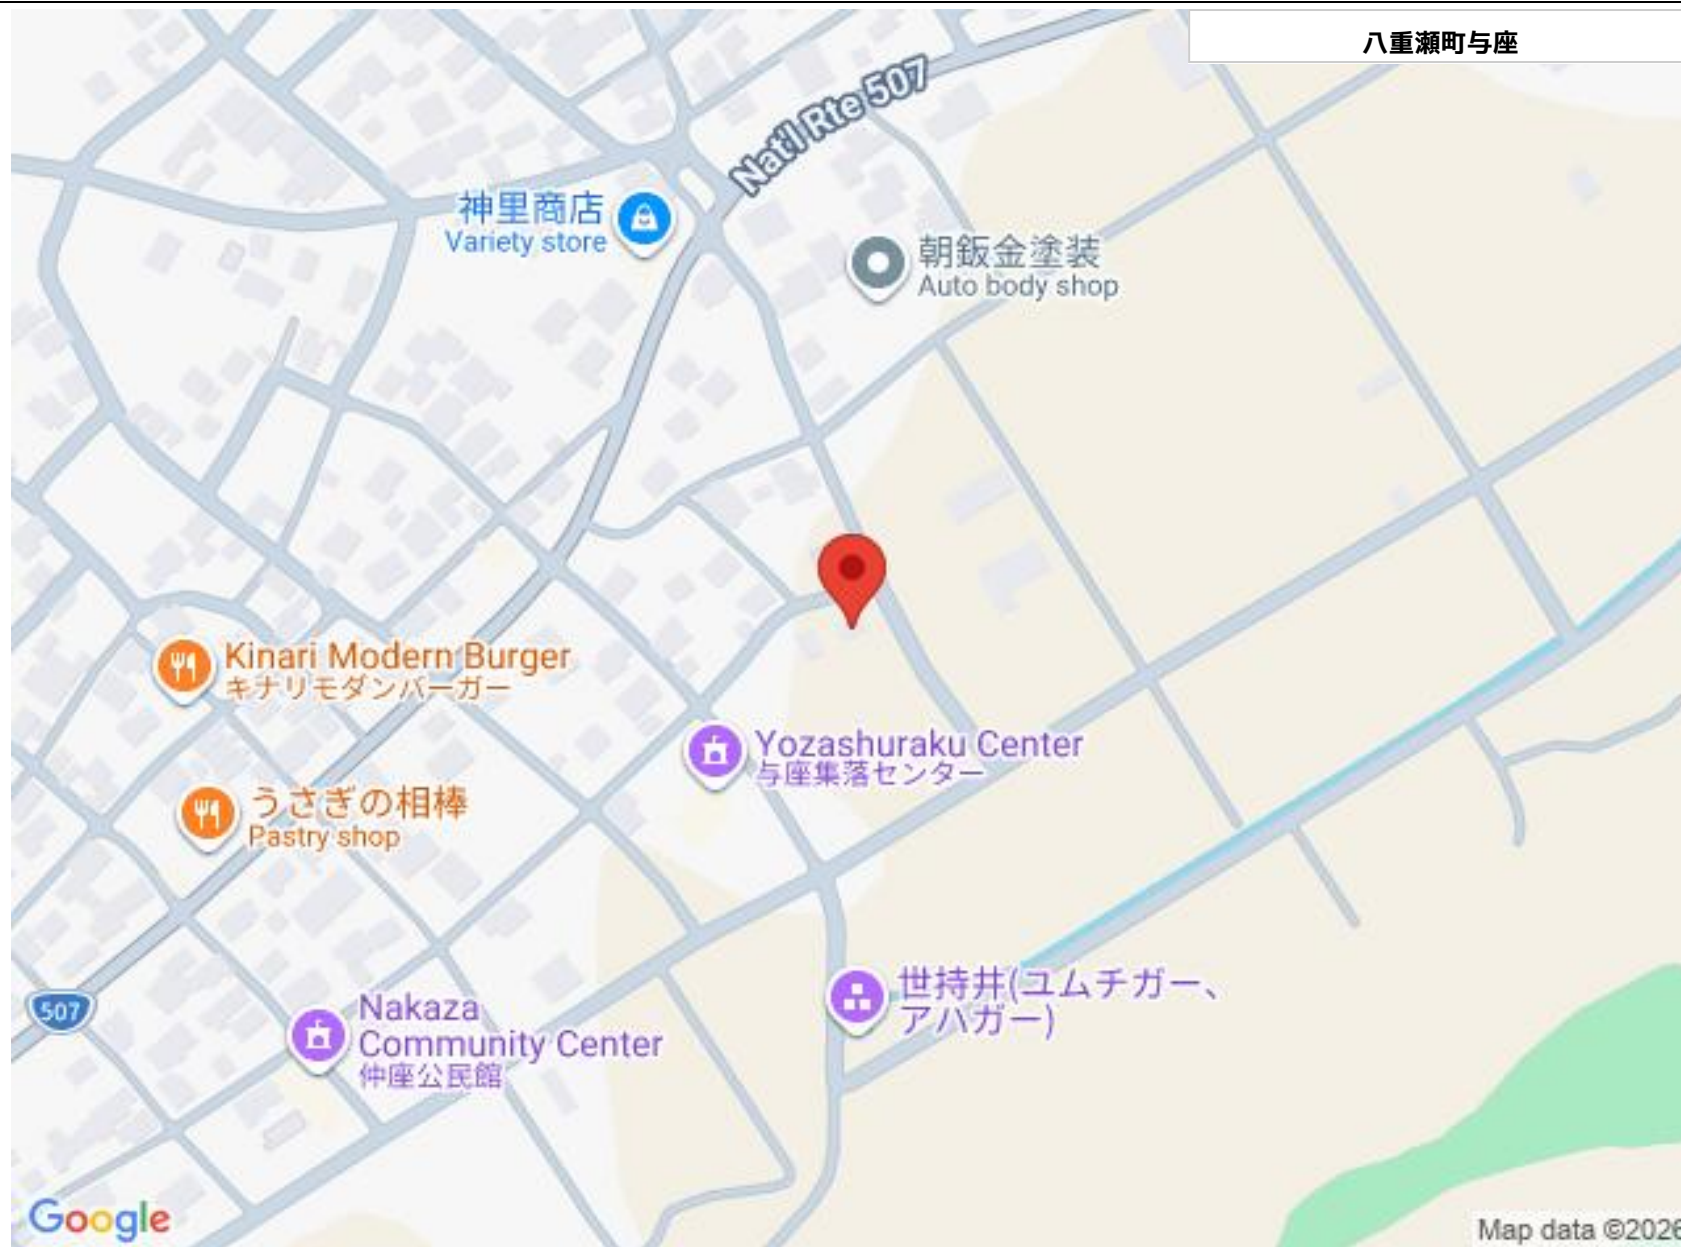 八重瀬町与座
Nat'l Rte 507
神里商店
Variety store
朝鈑金塗装
Auto body shop
Kinari Modern Burger
キナリモダンバーガー
Yozashuraku Center
与座集落センター
うさぎの相棒
Pastry shop
世持井(ユムチガー、
アハガー)
507
Nakaza
Community Center
仲座公民館
Google
Map data ©2026